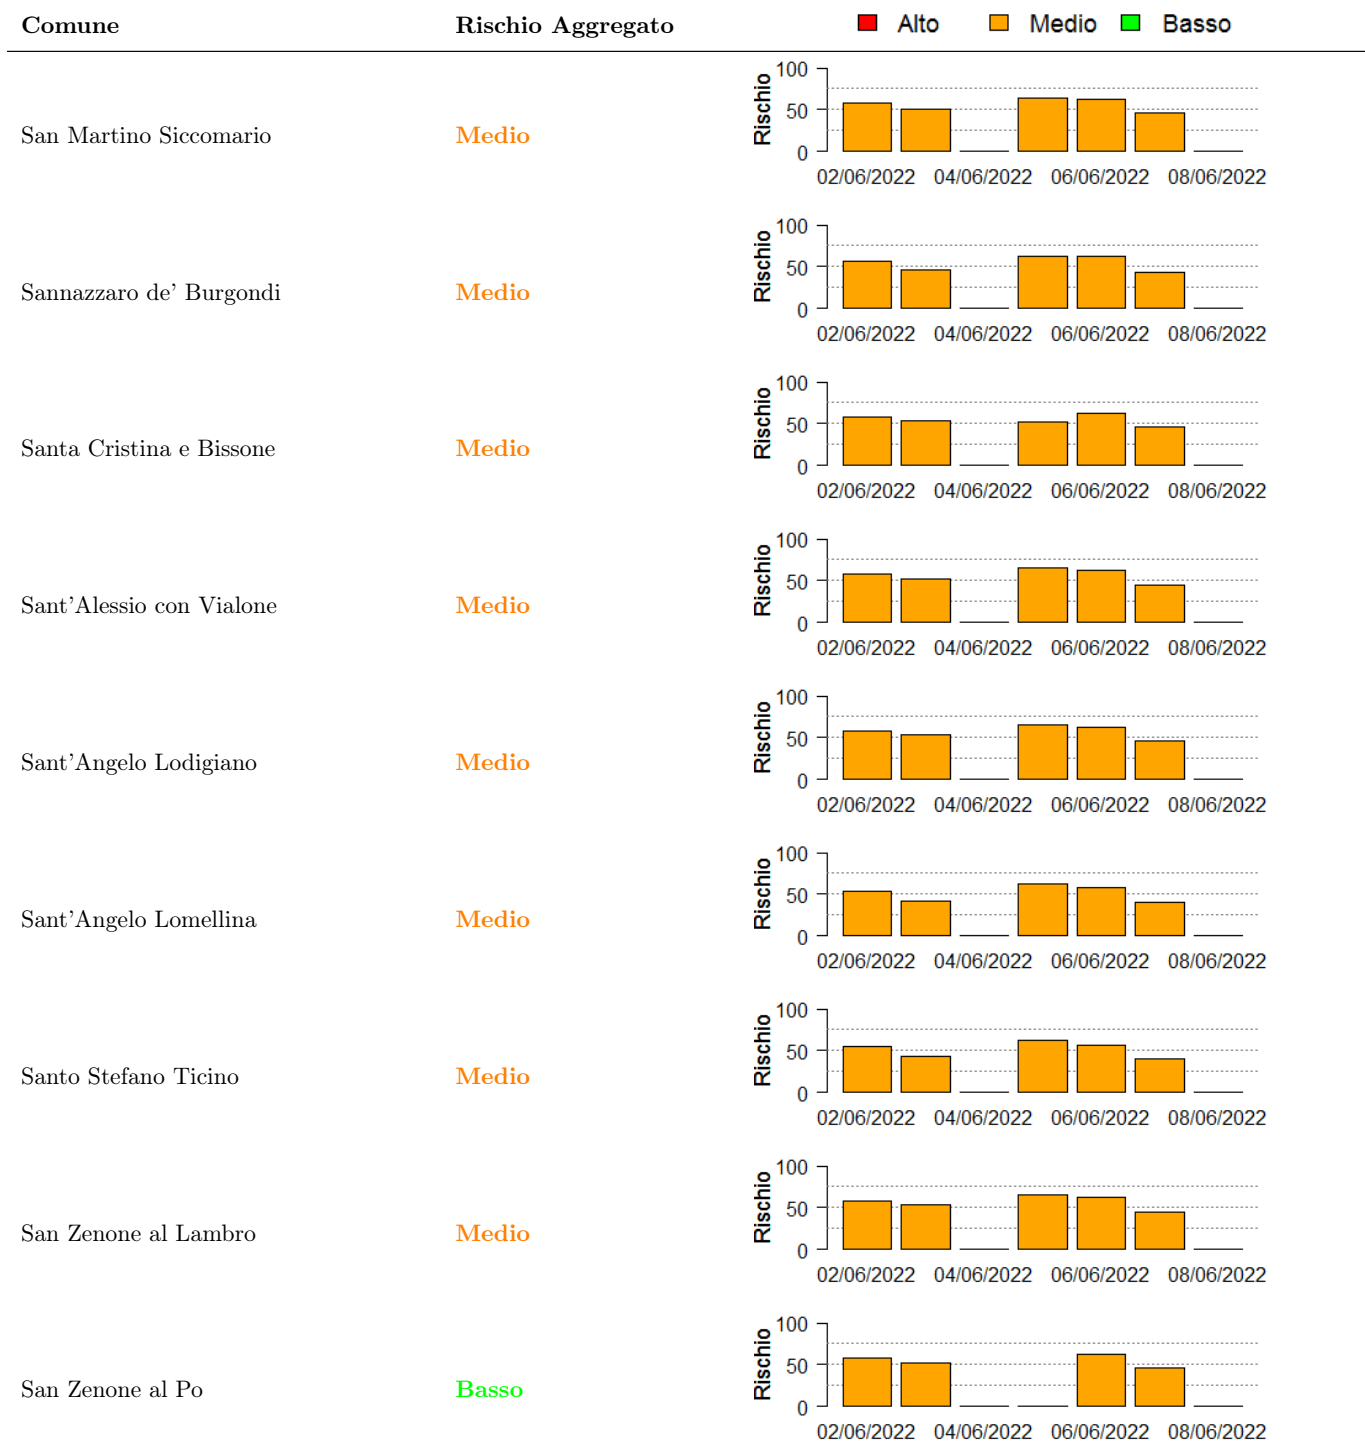 Comune Rischio Aggregato Alto Medio Basso
San Martino Siccomario Medio Rischio 100 50 0
02/06/2022 04/06/2022 06/06/2022 08/06/2022
Sannazzaro de' Burgondi Medio Rischio 100 50 0
02/06/2022 04/06/2022 06/06/2022 08/06/2022
Santa Cristina e Bissone Medio Rischio 100 50 0
02/06/2022 04/06/2022 06/06/2022 08/06/2022
Sant'Alessio con Vialone Medio Rischio 100 50 0
02/06/2022 04/06/2022 06/06/2022 08/06/2022
Sant'Angelo Lodigiano Medio Rischio 100 50 0
02/06/2022 04/06/2022 06/06/2022 08/06/2022
Sant'Angelo Lomellina Medio Rischio 100 50 0
02/06/2022 04/06/2022 06/06/2022 08/06/2022
Santo Stefano Ticino Medio Rischio 100 50 0
02/06/2022 04/06/2022 06/06/2022 08/06/2022
San Zenone al Lambro Medio Rischio 100 50 0
02/06/2022 04/06/2022 06/06/2022 08/06/2022
San Zenone al Po Basso Rischio 100 50 0
02/06/2022 04/06/2022 06/06/2022 08/06/2022